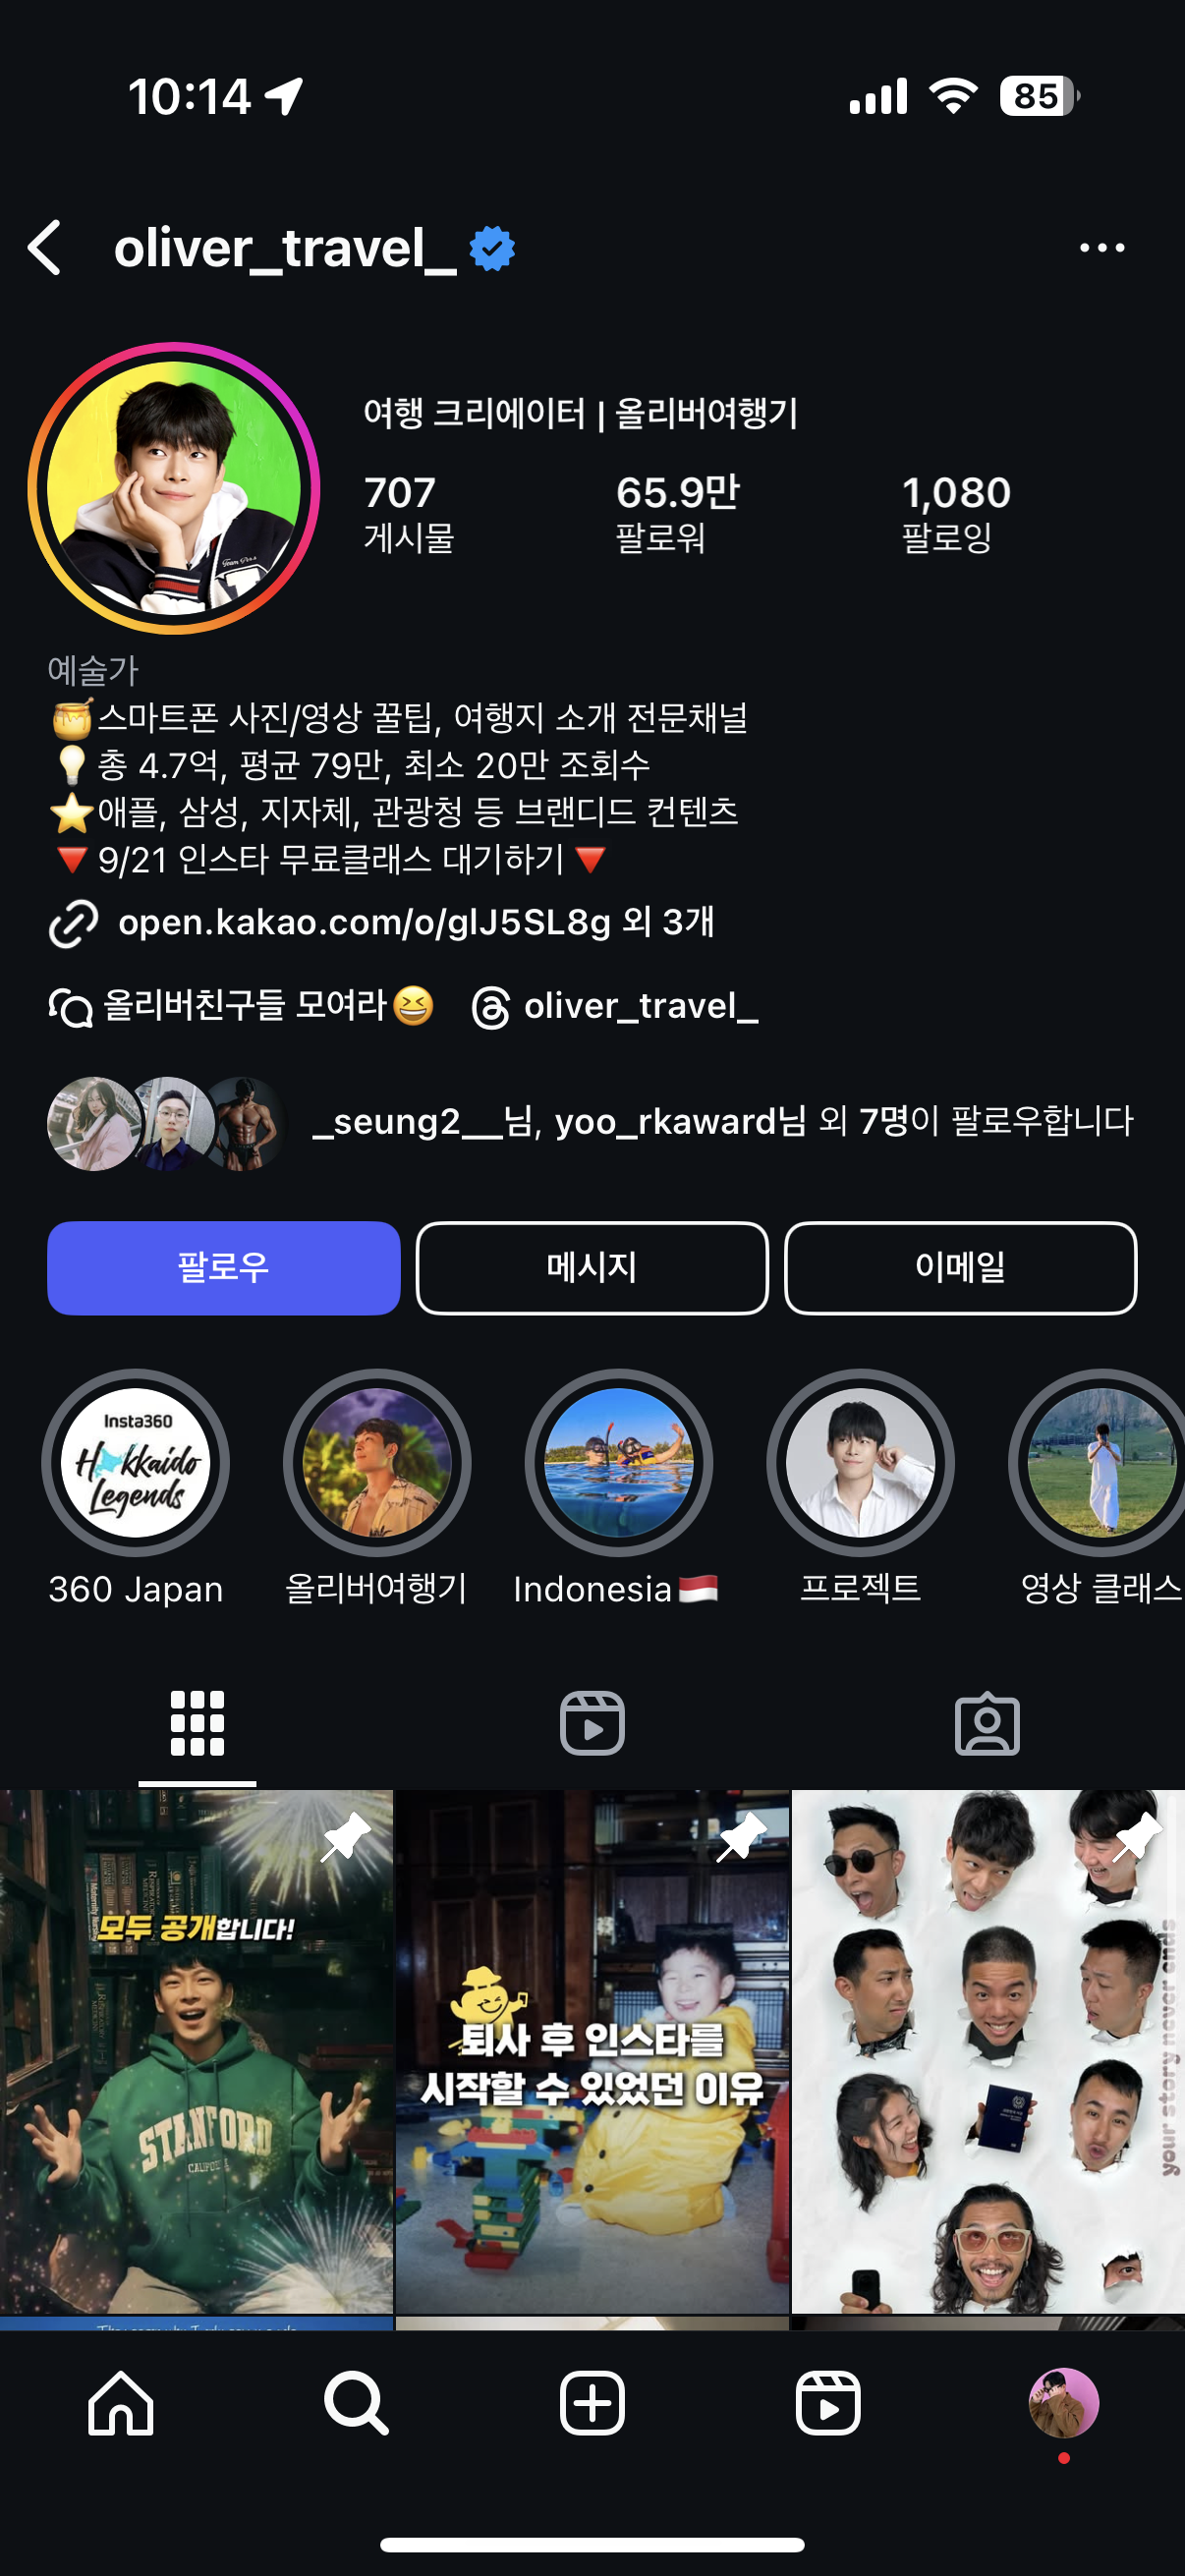 10:14
85
oliver_travel_
여행 크리에이터 | 올리버여행기
707 65.9만 1,080
게시물 팔로워 팔로잉
예술가
🍯스마트폰 사진/영상 꿀팁, 여행지 소개 전문채널
💡총 4.7억, 평균 79만, 최소 20만 조회수
⭐애플, 삼성, 지자체, 관광청 등 브랜디드 컨텐츠
🔻9/21 인스타 무료클래스 대기하기🔻
open.kakao.com/o/glJ5SL8g 외 3개
올리버친구들 모여라😆 oliver_travel_
_seung2__님, yoo_rkaward님 외 7명이 팔로우합니다
팔로우 메시지 이메일
Insta360
Hokkaido
Legends
360 Japan 올리버여행기 Indonesia🇮🇩 프로젝트 영상 클래스
모두 공개합니다!
STANFORD
퇴사 후 인스타를
시작할 수 있었던 이유
your story never ends